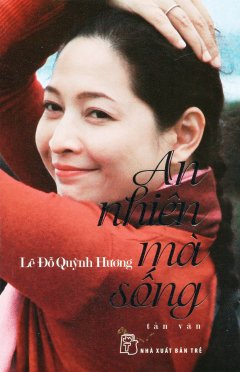 An
nhiên
mà
sống
Lê Đỗ Quỳnh Hương
tản văn
NHÀ XUẤT BẢN TRẺ